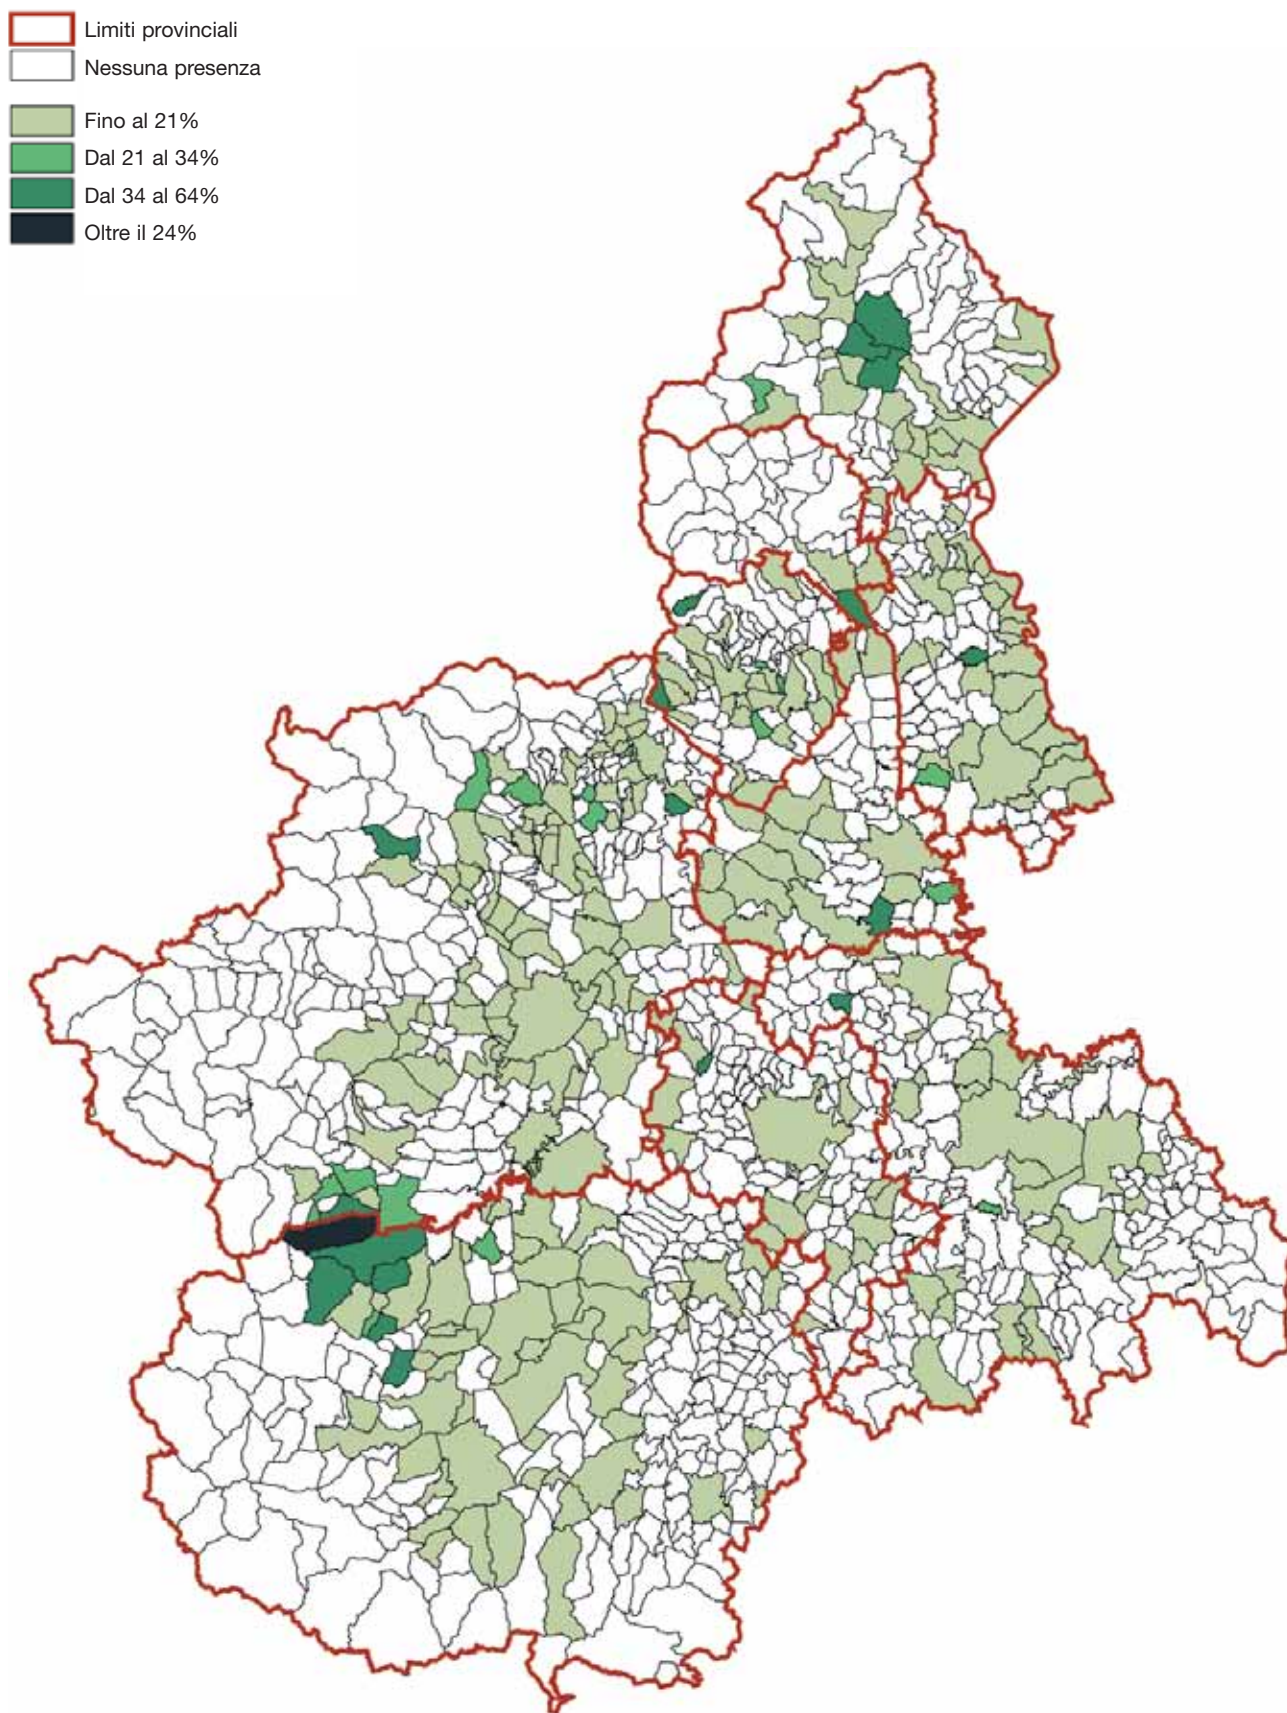 Limiti provinciali
Nessuna presenza
Fino al 21%
Dal 21 al 34%
Dal 34 al 64%
Oltre il 24%